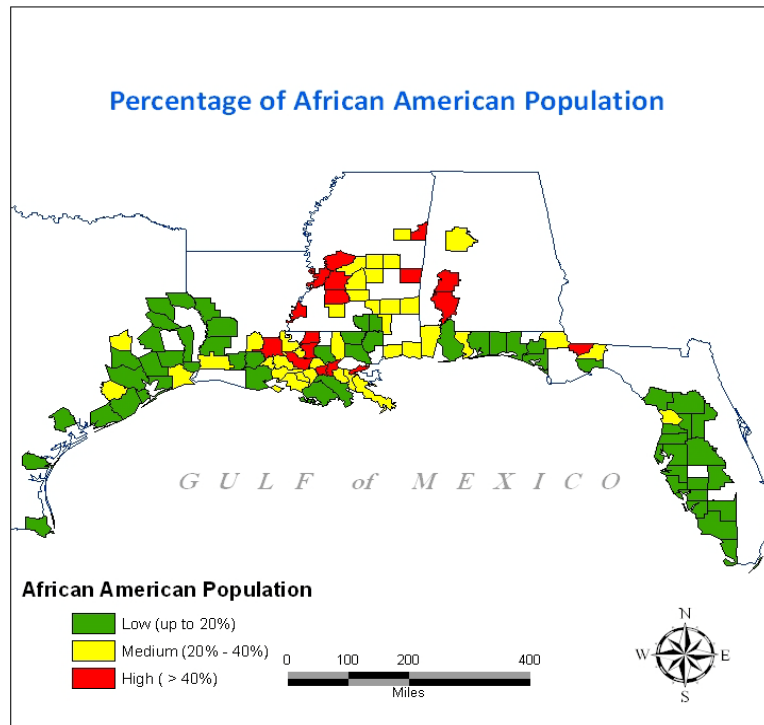 Percentage of African American Population
GULF of MEXICO
African American Population
Low (up to 20%)
Medium (20% - 40%)
High ( > 40%)
0 100 200 400
Miles
N
W E
S